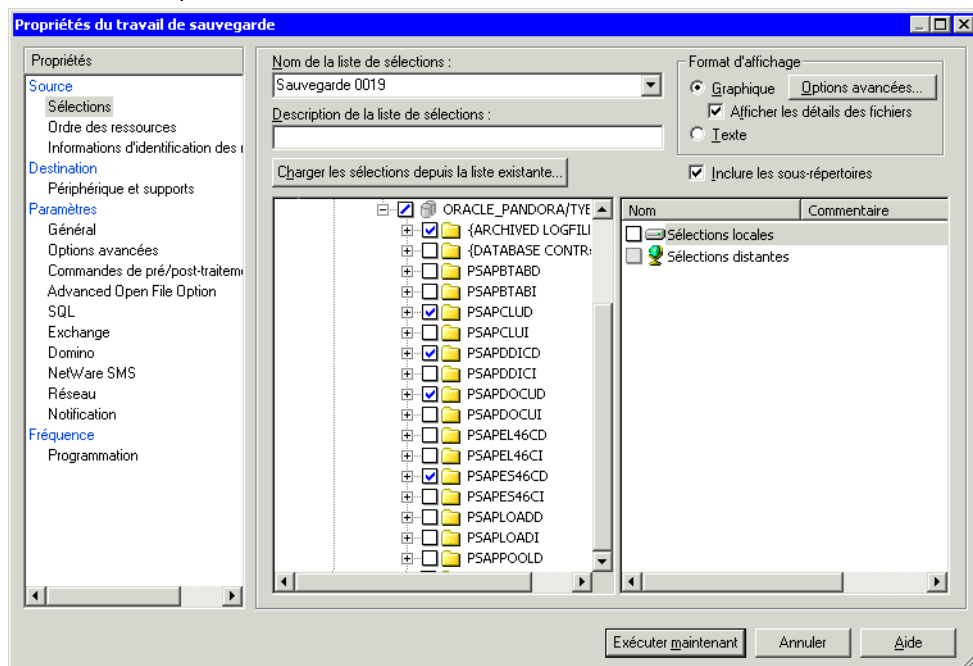 Propriétés du travail de sauvegarde
Propriétés
Source
Sélections
Ordre des ressources
Informations d'identification des
Destination
Périphérique et supports
Paramètres
Général
Options avancées
Commandes de pré/post-traiteme
Advanced Open File Option
SQL
Exchange
Domino
NetWare SMS
Réseau
Notification
Fréquence
Programmation
Nom de la liste de sélections :
Sauvegarde 0019
Description de la liste de sélections :
Charger les sélections depuis la liste existante...
Format d'affichage
Graphique
Options avancées...
Afficher les détails des fichiers
Texte
Inclure les sous-répertoires
ORACLE_PANDORA/TYE
{ARCHIVED LOGFILI
{DATABASE CONTR
PSAPBTABD
PSAPBTABI
PSAPCLUD
PSAPCLUI
PSAPDDICD
PSAPDDICI
PSAPDOCUD
PSAPDOCUI
PSAPEL46CD
PSAPEL46CI
PSAPES46CD
PSAPES46CI
PSAPLOADD
PSAPLOADI
PSAPPOOLD
Nom
Commentaire
Sélections locales
Sélections distantes
Exécuter maintenant
Annuler
Aide